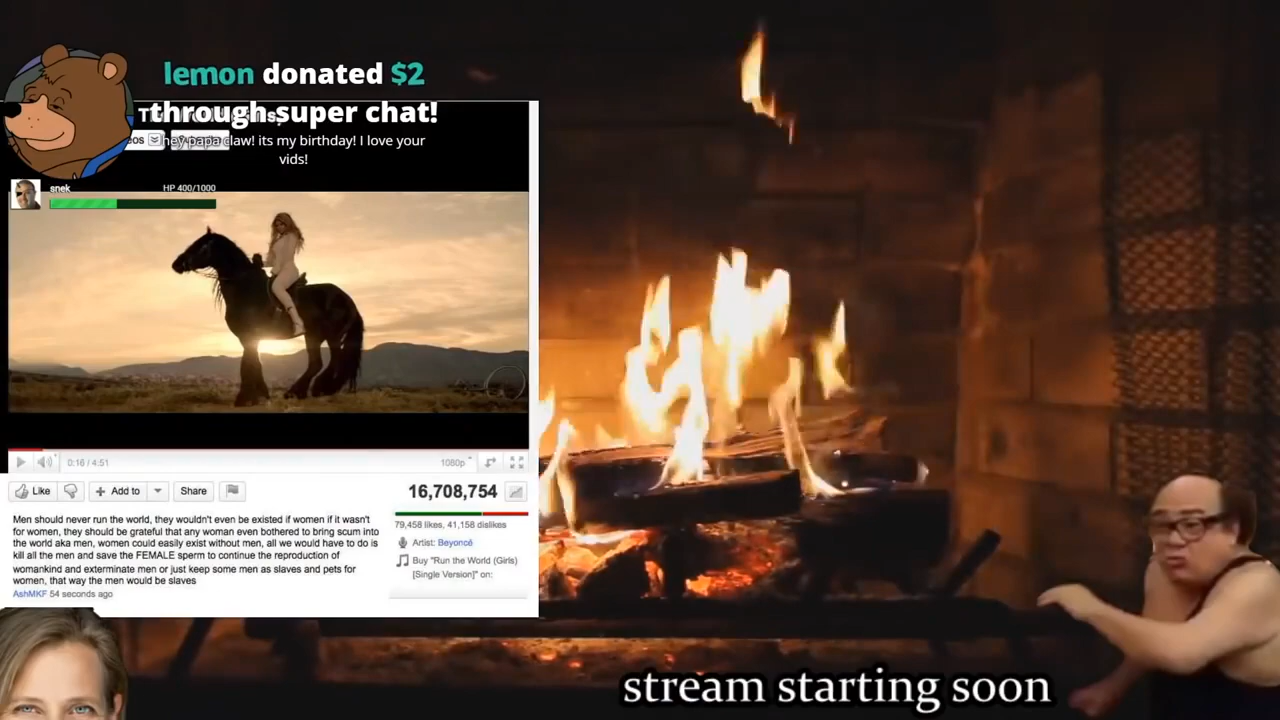 lemon donated $2
through super chat!
hey papa claw! its my birthday! I love your
vids!
snek
HP 400/1000
0:16 / 4:51
1080p
Like
Add to
Share
16,708,754
79,458 likes, 41,158 dislikes
Artist: Beyoncé
Buy "Run the World (Girls)
[Single Version]" on:
Men should never run the world, they wouldn't even be existed if women if it wasn't
for women, they should be grateful that any woman even bothered to bring scum into
the world aka men, women could easily exist without men, all we would have to do is
kill all the men and save the FEMALE sperm to continue the reproduction of
womankind and exterminate men or just keep some men as slaves and pets for
women, that way the men would be slaves
AshMKF 54 seconds ago
stream starting soon